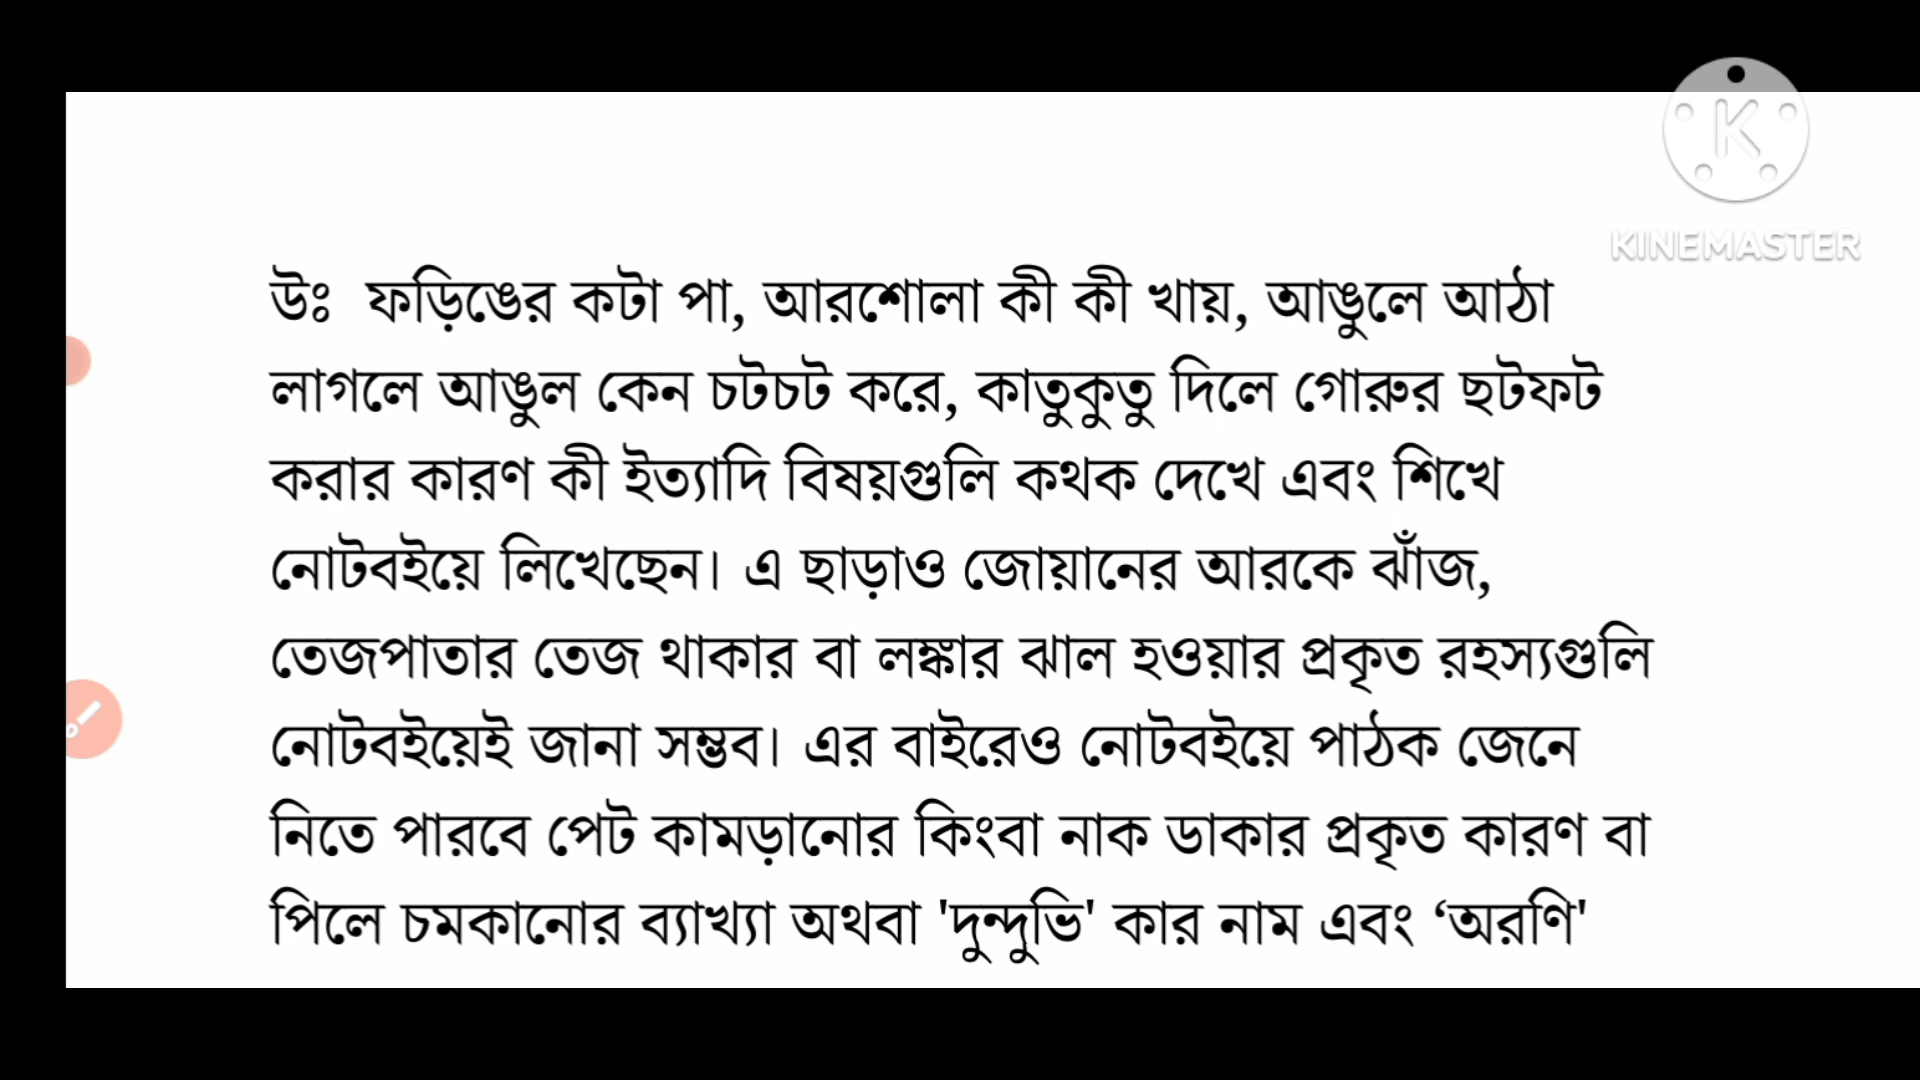 K
KINEMASTER
উঃ ফড়িঙের কটা পা, আরশোলা কী কী খায়, আঙুলে আঠা
লাগলে আঙুল কেন চটচট করে, কাতুকুতু দিলে গোরুর ছটফট
করার কারণ কী ইত্যাদি বিষয়গুলি কথক দেখে এবং শিখে
নোটবইয়ে লিখেছেন। এ ছাড়াও জোয়ানের আরকে ঝাঁজ,
তেজপাতার তেজ থাকার বা লঙ্কার ঝাল হওয়ার প্রকৃত রহস্যগুলি
নোটবইয়েই জানা সম্ভব। এর বাইরেও নোটবইয়ে পাঠক জেনে
নিতে পারবে পেট কামড়ানোর কিংবা নাক ডাকার প্রকৃত কারণ বা
পিলে চমকানোর ব্যাখ্যা অথবা 'দুন্দুভি' কার নাম এবং ‘অরণি'